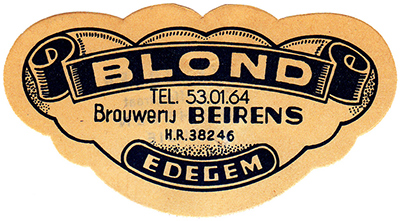 BLOND
TEL. 53.01.64
Brouwerij BEIRENS
H.R. 38246
EDEGEM